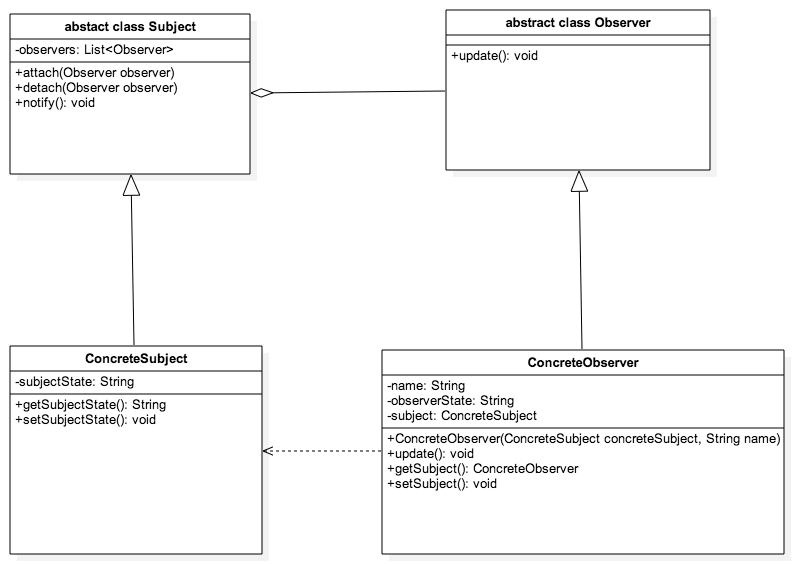 abstact class Subject
-observers: List<Observer>
+attach(Observer observer)
+detach(Observer observer)
+notify(): void
abstract class Observer
+update(): void
ConcreteSubject
-subjectState: String
+getSubjectState(): String
+setSubjectState(): void
ConcreteObserver
-name: String
-observerState: String
-subject: ConcreteSubject
+ConcreteObserver(ConcreteSubject concreteSubject, String name)
+update(): void
+getSubject(): ConcreteObserver
+setSubject(): void